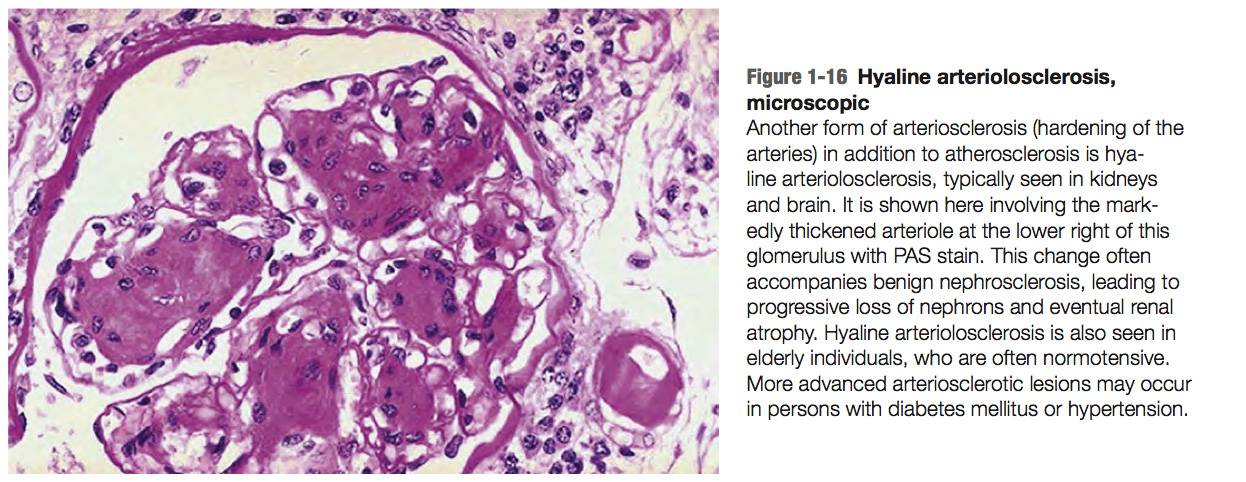 Figure 1-16 Hyaline arteriolosclerosis,
microscopic
Another form of arteriosclerosis (hardening of the
arteries) in addition to atherosclerosis is hya-
line arteriolosclerosis, typically seen in kidneys
and brain. It is shown here involving the mark-
edly thickened arteriole at the lower right of this
glomerulus with PAS stain. This change often
accompanies benign nephrosclerosis, leading to
progressive loss of nephrons and eventual renal
atrophy. Hyaline arteriolosclerosis is also seen in
elderly individuals, who are often normotensive.
More advanced arteriosclerotic lesions may occur
in persons with diabetes mellitus or hypertension.